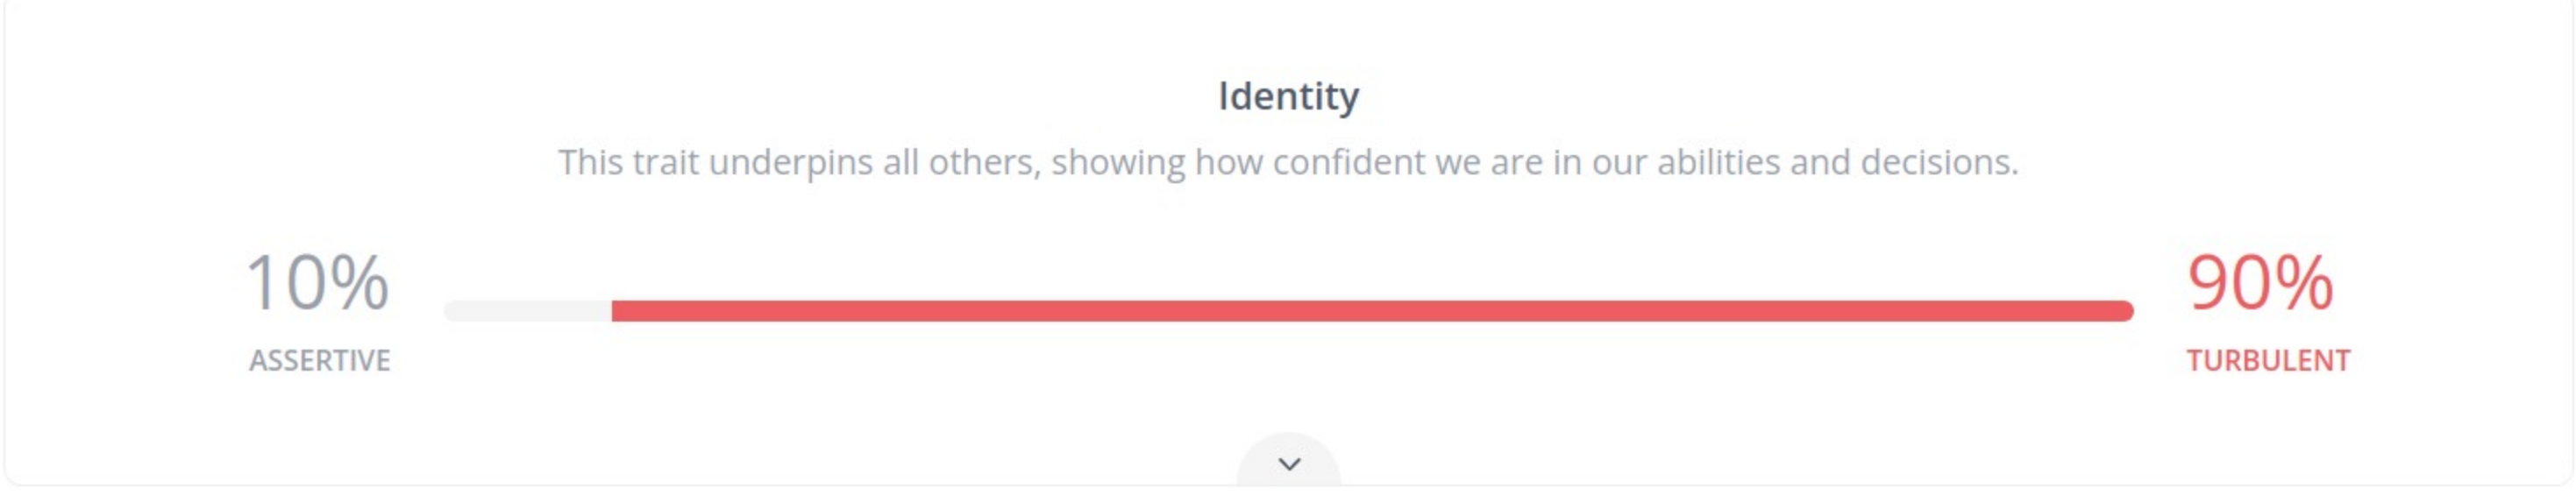 Identity
This trait underpins all others, showing how confident we are in our abilities and decisions.
10%
90%
ASSERTIVE
TURBULENT